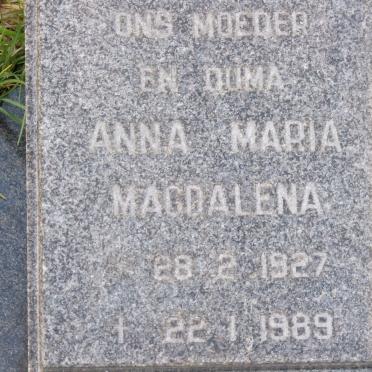 ONS MOEDER
EN OUMA
ANNA MARIA
MAGDALENA
* 28 2 1927
† 22 1 1989